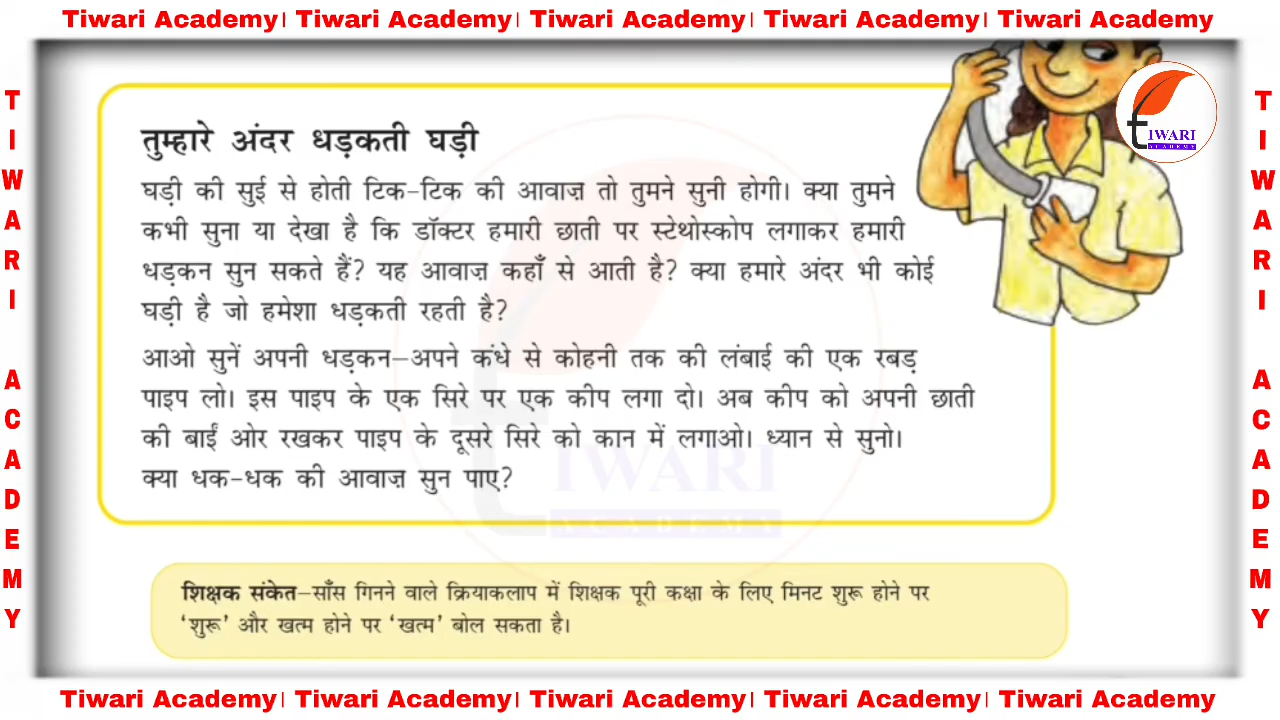 Tiwari Academy। Tiwari Academy। Tiwari Academy। Tiwari Academy। Tiwari Academy
TIWARI ACADEMY
तुम्हारे अंदर धड़कती घड़ी
घड़ी की सुई से होती टिक-टिक की आवाज़ तो तुमने सुनी होगी। क्या तुमने
कभी सुना या देखा है कि डॉक्टर हमारी छाती पर स्टेथोस्कोप लगाकर हमारी
धड़कन सुन सकते हैं? यह आवाज़ कहाँ से आती है? क्या हमारे अंदर भी कोई
घड़ी है जो हमेशा धड़कती रहती है?
आओ सुनें अपनी धड़कन–अपने कंधे से कोहनी तक की लंबाई की एक रबड़
पाइप लो। इस पाइप के एक सिरे पर एक कीप लगा दो। अब कीप को अपनी छाती
की बाईं ओर रखकर पाइप के दूसरे सिरे को कान में लगाओ। ध्यान से सुनो।
क्या धक-धक की आवाज़ सुन पाए?
TIWARI
ACADEMY
शिक्षक संकेत–साँस गिनने वाले क्रियाकलाप में शिक्षक पूरी कक्षा के लिए मिनट शुरू होने पर
‘शुरू’ और खत्म होने पर ‘खत्म’ बोल सकता है।
TIWARI
ACADEMY
TIWARI ACADEMY
Tiwari Academy। Tiwari Academy। Tiwari Academy। Tiwari Academy। Tiwari Academy